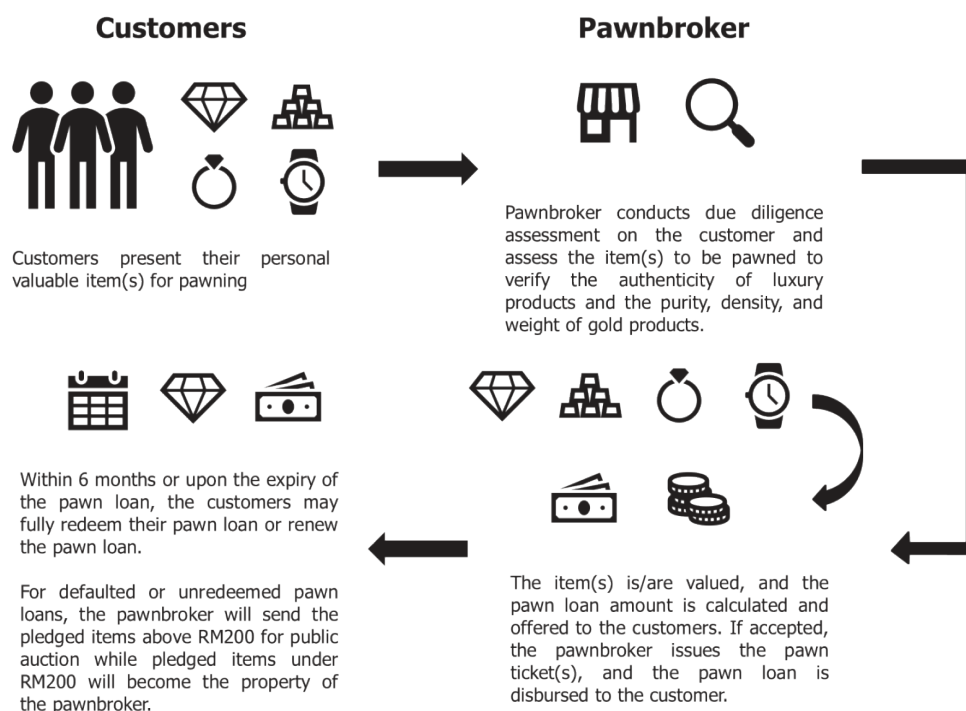 Customers
Pawnbroker
Customers present their personal
valuable item(s) for pawning
Pawnbroker conducts due diligence
assessment on the customer and
assess the item(s) to be pawned to
verify the authenticity of luxury
products and the purity, density, and
weight of gold products.
The item(s) is/are valued, and the
pawn loan amount is calculated and
offered to the customers. If accepted,
the pawnbroker issues the pawn
ticket(s), and the pawn loan is
disbursed to the customer.
Within 6 months or upon the expiry of
the pawn loan, the customers may
fully redeem their pawn loan or renew
the pawn loan.
For defaulted or unredeemed pawn
loans, the pawnbroker will send the
pledged items above RM200 for public
auction while pledged items under
RM200 will become the property of
the pawnbroker.